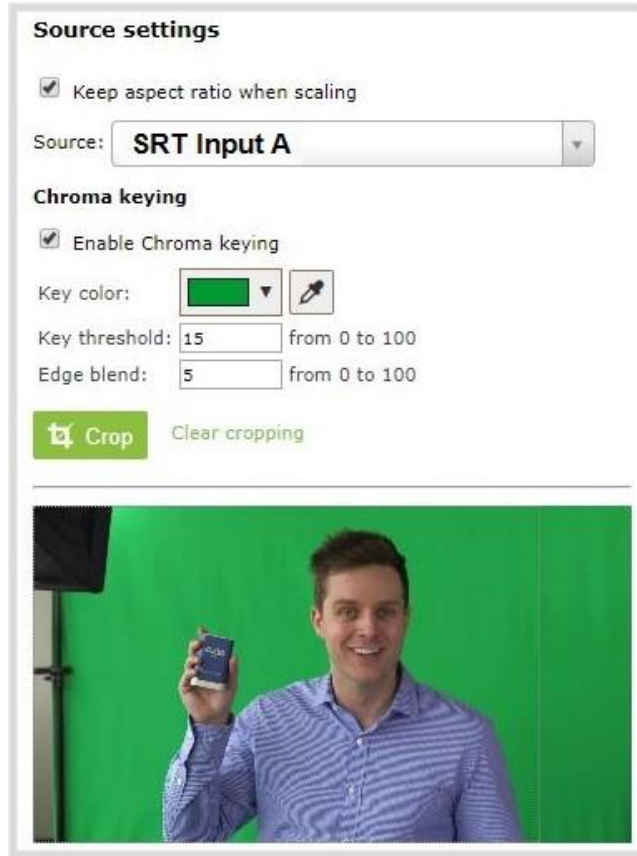 Source settings
Keep aspect ratio when scaling
Source: SRT Input A
Chroma keying
Enable Chroma keying
Key color:
Key threshold: 15 from 0 to 100
Edge blend: 5 from 0 to 100
Crop Clear cropping